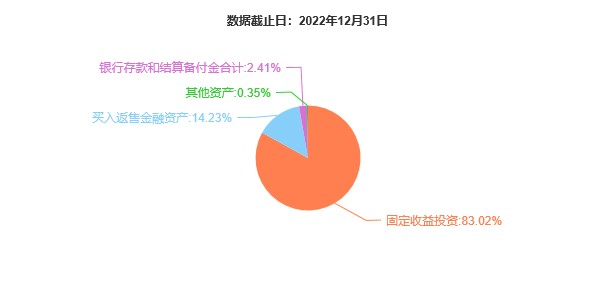 数据截止日：2022年12月31日
银行存款和结算备付金合计:2.41%
其他资产:0.35%
买入返售金融资产:14.23%
固定收益投资:83.02%